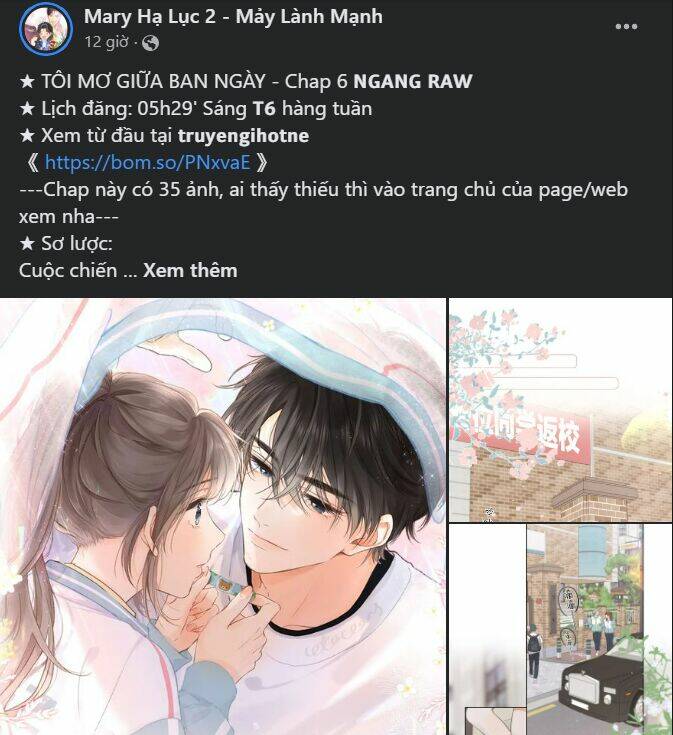 Mary Hạ Lục 2 - Mảy Lành Mạnh
12 giờ ·
★ TÔI MƠ GIỮA BAN NGÀY - Chap 6 NGANG RAW
★ Lịch đăng: 05h29' Sáng T6 hàng tuần
★ Xem từ đầu tại truyengihotne
《 https://bom.so/PNxvaE 》
---Chap này có 35 ảnh, ai thấy thiếu thì vào trang chủ của page/web
xem nha---
★ Sơ lược:
Cuộc chiến ... Xem thêm
同学返校